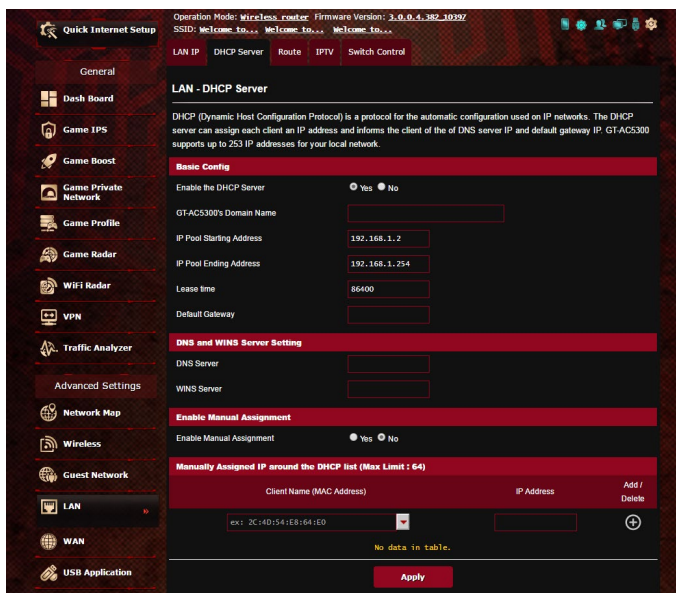 Quick Internet Setup
General
Dash Board
Game IPS
Game Boost
Game Private
Network
Game Profile
Game Radar
WiFi Radar
VPN
Traffic Analyzer
Advanced Settings
Network Map
Wireless
Guest Network
LAN
WAN
USB Application
Operation Mode: Wireless router Firmware Version: 3.0.0.4.382_10397
SSID: Welcome to... Welcome to... Welcome to...
LAN IP DHCP Server Route IPTV Switch Control
LAN - DHCP Server
DHCP (Dynamic Host Configuration Protocol) is a protocol for the automatic configuration used on IP networks. The DHCP
server can assign each client an IP address and informs the client of the of DNS server IP and default gateway IP. GT-AC5300
supports up to 253 IP addresses for your local network.
Basic Config
Enable the DHCP Server Yes No
GT-AC5300's Domain Name
IP Pool Starting Address 192.168.1.2
IP Pool Ending Address 192.168.1.254
Lease time 86400
Default Gateway
DNS and WINS Server Setting
DNS Server
WINS Server
Enable Manual Assignment
Enable Manual Assignment Yes No
Manually Assigned IP around the DHCP list (Max Limit : 64)
Client Name (MAC Address) IP Address Add /
Delete
ex: 2C:4D:54:E8:64:E0
No data in table.
Apply